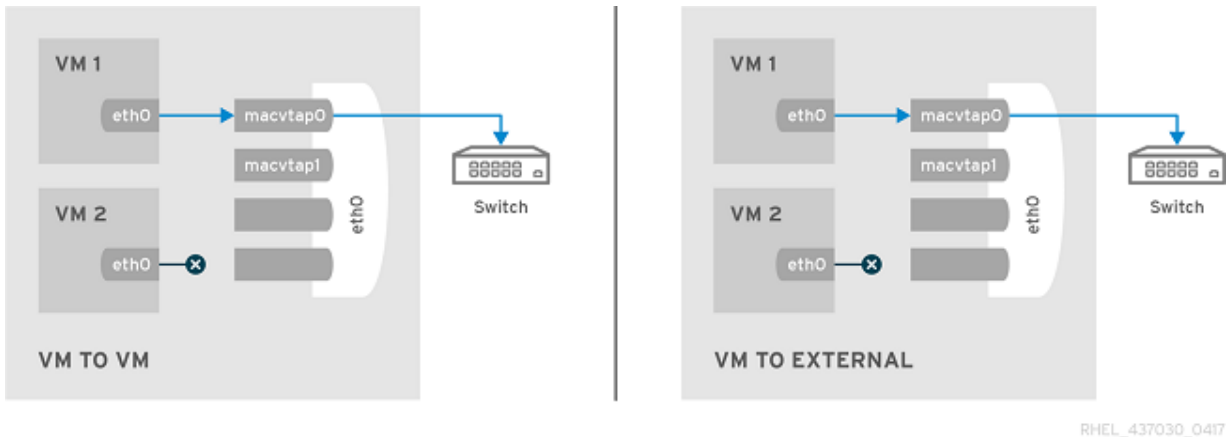 VM 1
eth0
macvtap0
macvtap1
Switch
VM 2
eth0
eth0
VM TO VM
VM 1
eth0
macvtap0
macvtap1
Switch
VM 2
eth0
eth0
VM TO EXTERNAL
RHEL_437030_0417